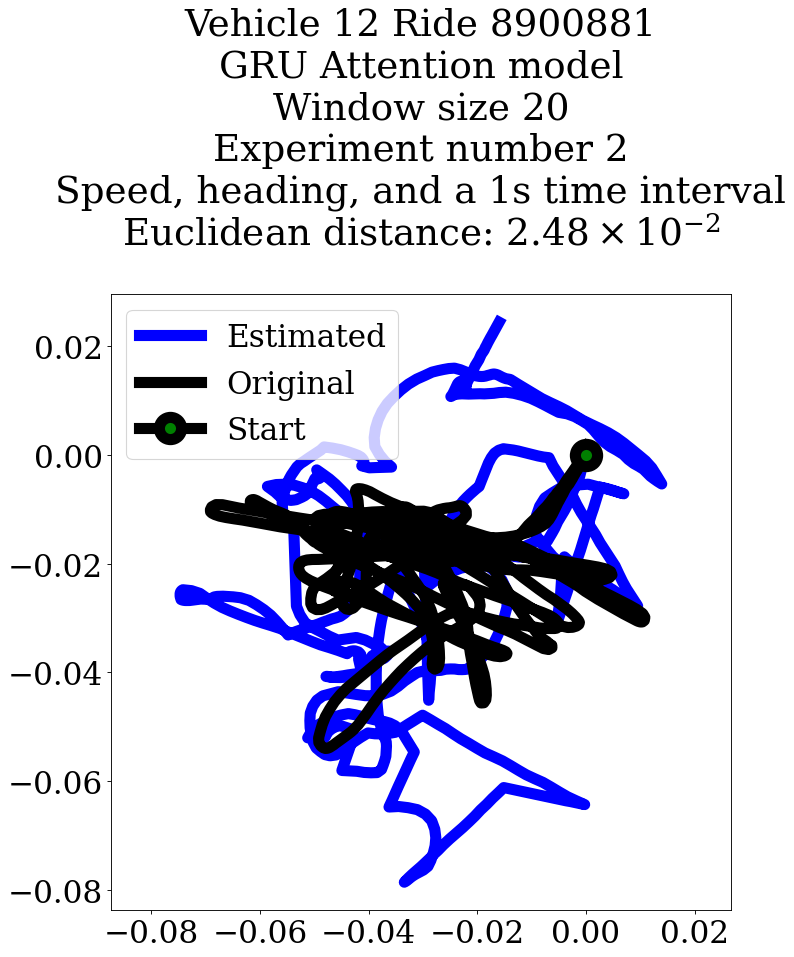 Vehicle 12 Ride 8900881
GRU Attention model
Window size 20
Experiment number 2
Speed, heading, and a 1s time interval
Euclidean distance: 2.48 × 10⁻²
Estimated
Original
Start
0.02
0.00
−0.02
−0.04
−0.06
−0.08
−0.08 −0.06 −0.04 −0.02 0.00 0.02